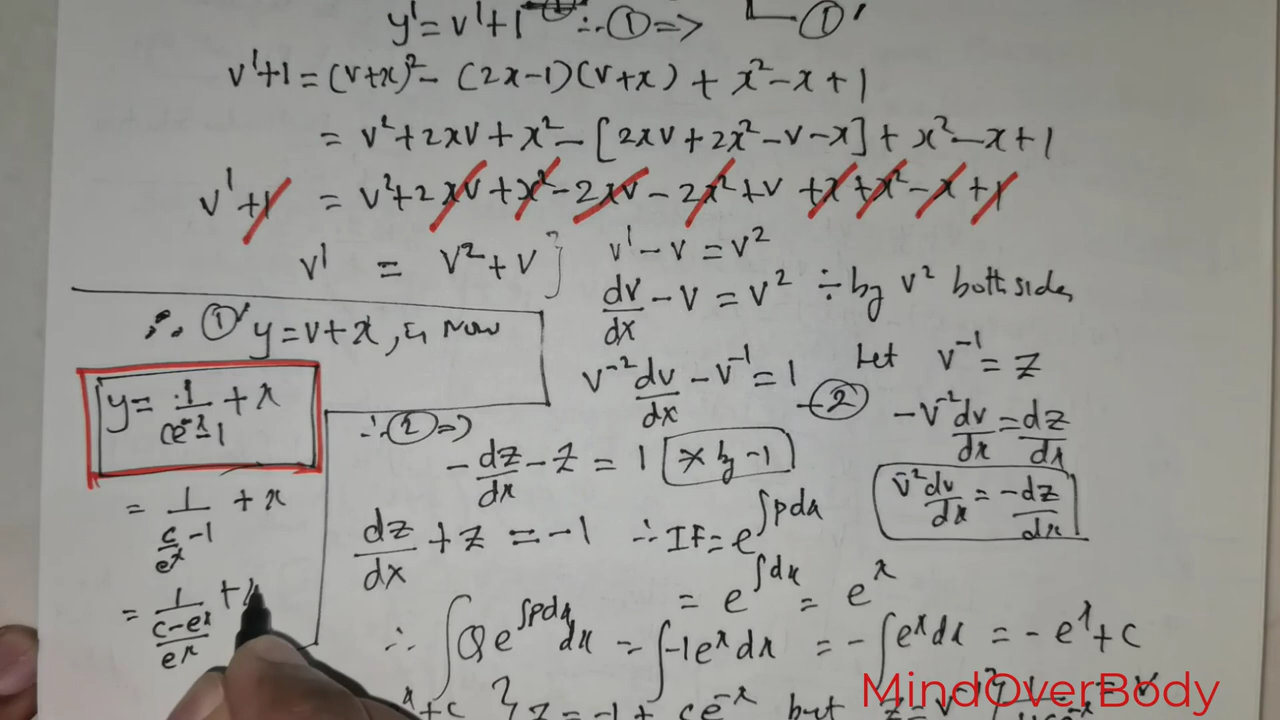 y' = v'+1 ∴ ① => ①'
v'+1 = (v+x)² - (2x-1)(v+x) + x² - x + 1
= v²+2xv + x² - [2xv + 2x² - v - x] + x² - x + 1
v'+1 = v²+2xv + x² - 2xv - 2x² + v + x + x² - x + 1
v' = v² + v } v' - v = v²
dv/dx - v = v² ÷ by v² both sides
∴ ①' y = v + x, & Now
v⁻² dv/dx - v⁻¹ = 1 - ② Let v⁻¹ = z
- v⁻² dv/dx = dz/dx
v⁻² dv/dx = - dz/dx
∴ ② =>
- dz/dx - z = 1 x by -1
dz/dx + z = -1 ∴ IF = e^∫pdx
= e^∫dx = e^x
∴ ∫Q e^∫pdx dx = ∫-1e^x dx = -∫e^x dx = -e^x + c
y = 1/(ce⁻ˣ - 1) + x
= 1/(c/e^x - 1) + x
= 1/((c - e^x)/e^x) + x
x + c } z = -1 + ce⁻ˣ but z = v⁻¹ } = v
MindOverBody